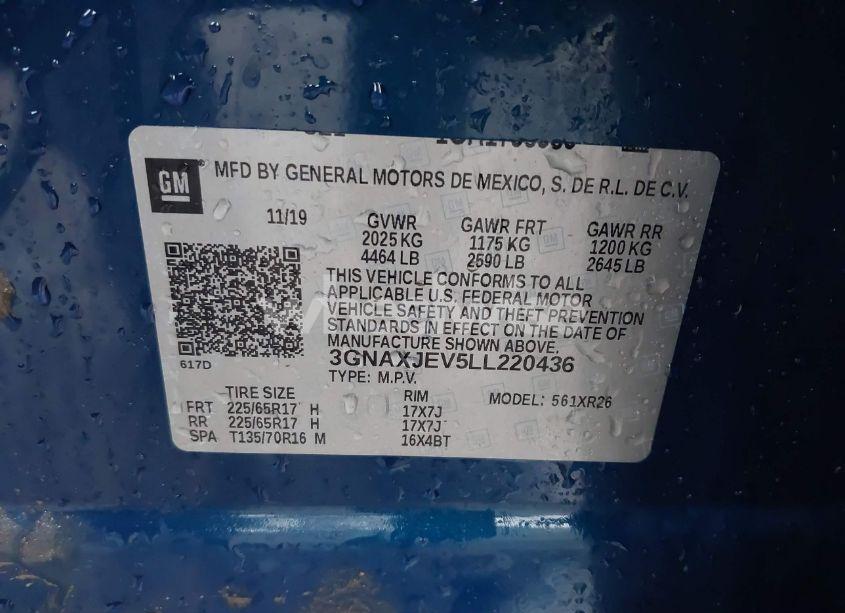 GM
MFD BY GENERAL MOTORS DE MEXICO, S. DE R.L. DE C.V.
11/19 GVWR GAWR FRT GAWR RR
2025 KG 1175 KG 1200 KG
4464 LB 2590 LB 2645 LB
THIS VEHICLE CONFORMS TO ALL
APPLICABLE U.S. FEDERAL MOTOR
VEHICLE SAFETY AND THEFT PREVENTION
STANDARDS IN EFFECT ON THE DATE OF
MANUFACTURE SHOWN ABOVE.
617D
3GNAXJEV5LL220436
TYPE: M.P.V.
TIRE SIZE RIM MODEL: 561XR26
FRT 225/65R17 H 17X7J
RR 225/65R17 H 17X7J
SPA T135/70R16 M 16X4BT